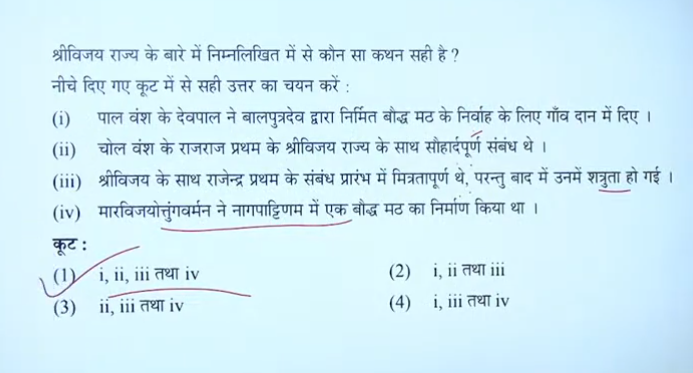 श्रीविजय राज्य के बारे में निम्नलिखित में से कौन सा कथन सही है ?
नीचे दिए गए कूट में से सही उत्तर का चयन करें :
(i) पाल वंश के देवपाल ने बालपुत्रदेव द्वारा निर्मित बौद्ध मठ के निर्वाह के लिए गाँव दान में दिए ।
(ii) चोल वंश के राजराज प्रथम के श्रीविजय राज्य के साथ सौहार्दपूर्ण संबंध थे ।
(iii) श्रीविजय के साथ राजेन्द्र प्रथम के संबंध प्रारंभ में मित्रतापूर्ण थे, परन्तु बाद में उनमें शत्रुता हो गई ।
(iv) मारविजयोत्तुंगवर्मन ने नागपाट्टिणम में एक बौद्ध मठ का निर्माण किया था ।
कूट :
(1) i, ii, iii तथा iv (2) i, ii तथा iii
(3) ii, iii तथा iv (4) i, iii तथा iv